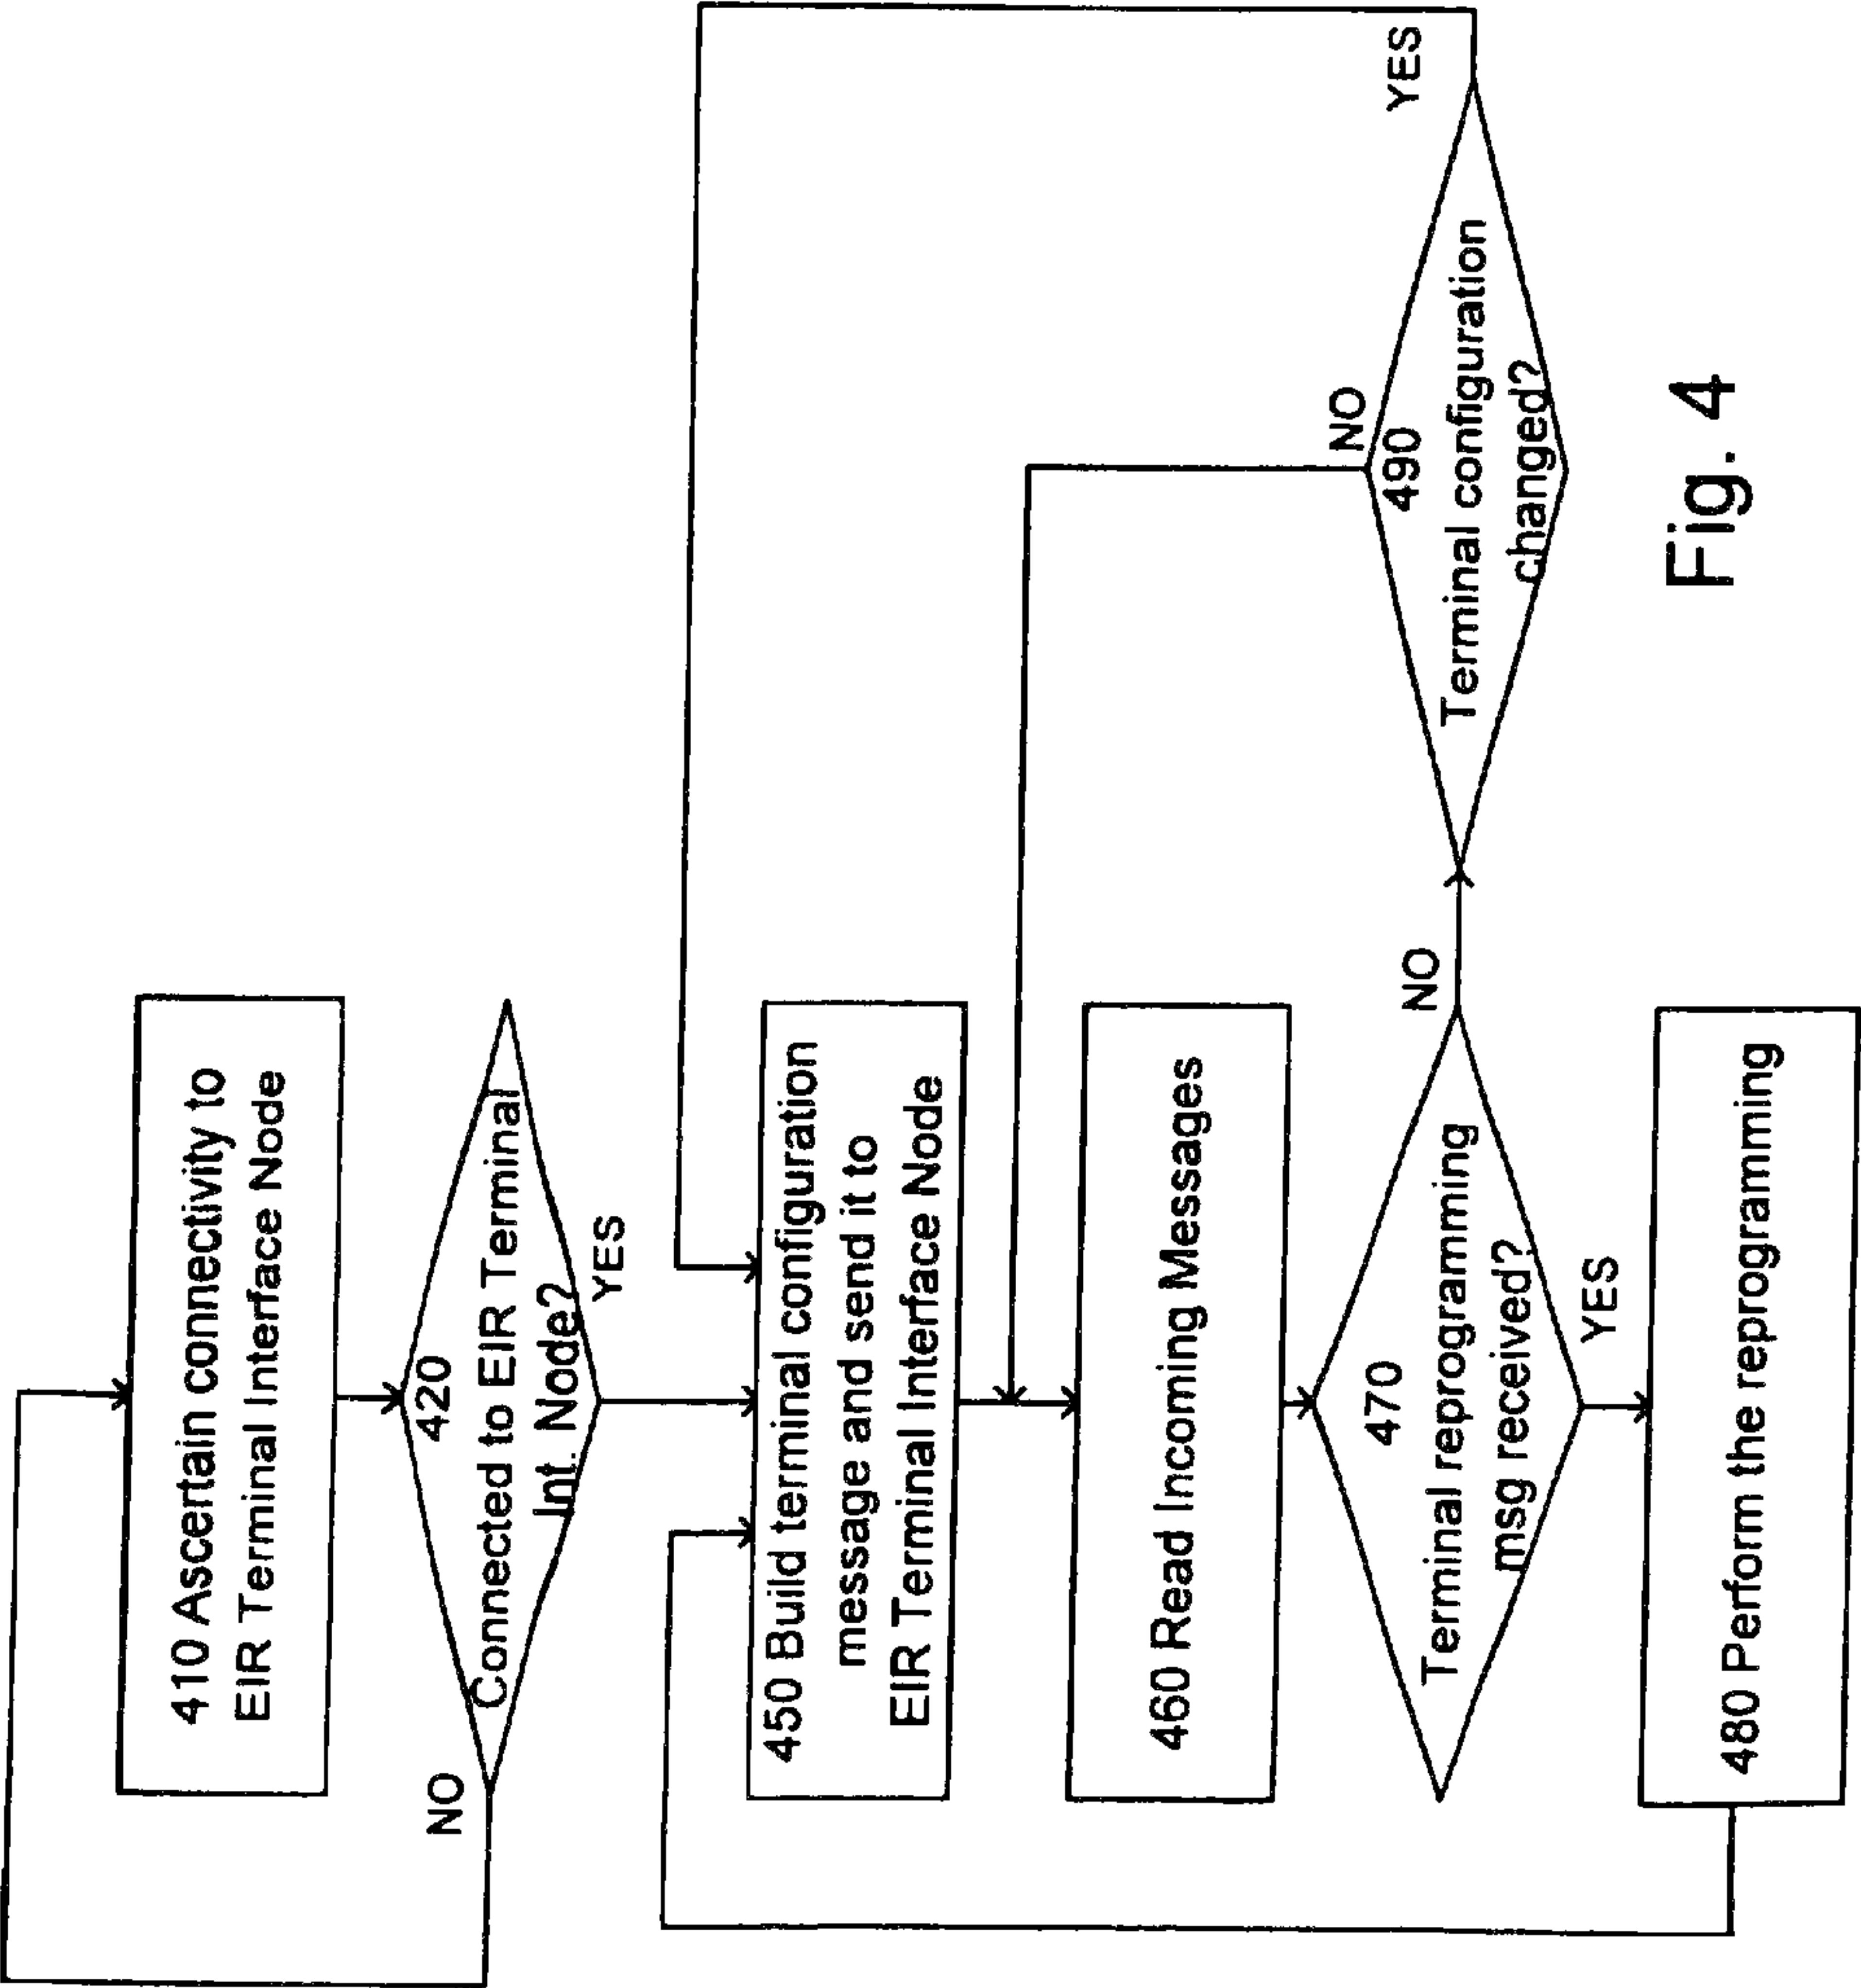 410 Ascertain connectivity to
EIR Terminal Interface Node
420
Connected to EIR Terminal
Int. Node?
NO
YES
450 Build terminal configuration
message and send it to
EIR Terminal Interface Node
460 Read Incoming Messages
470
Terminal reprogramming
msg received?
NO
YES
480 Perform the reprogramming
NO
490
Terminal configuration
changed?
YES
Fig. 4